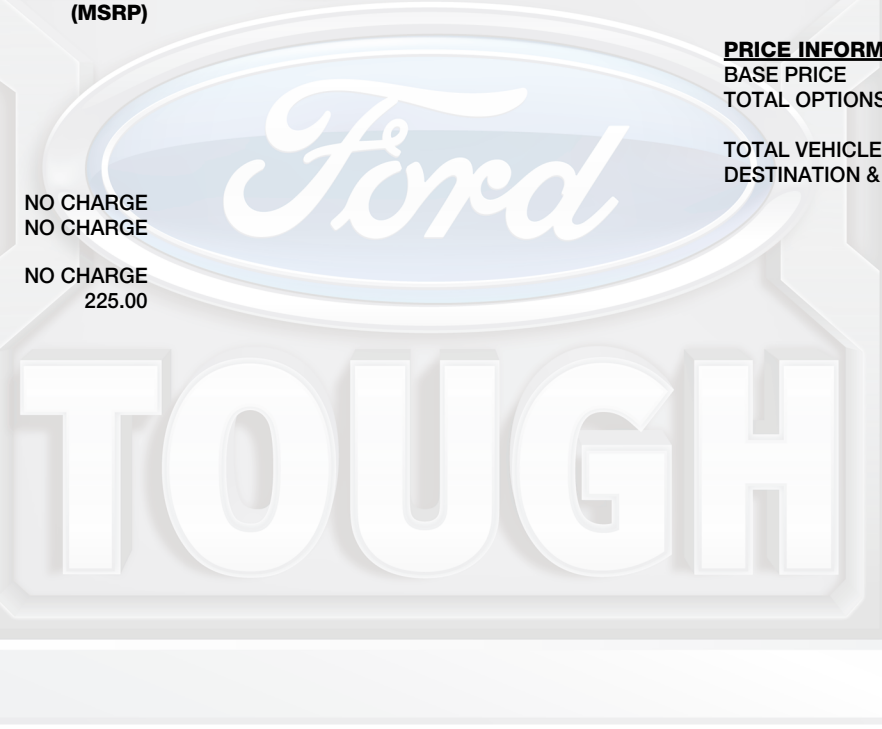 (MSRP)
NO CHARGE
NO CHARGE
NO CHARGE
225.00
PRICE INFORM
BASE PRICE
TOTAL OPTIONS
TOTAL VEHICLE
DESTINATION &
Ford
TOUGH